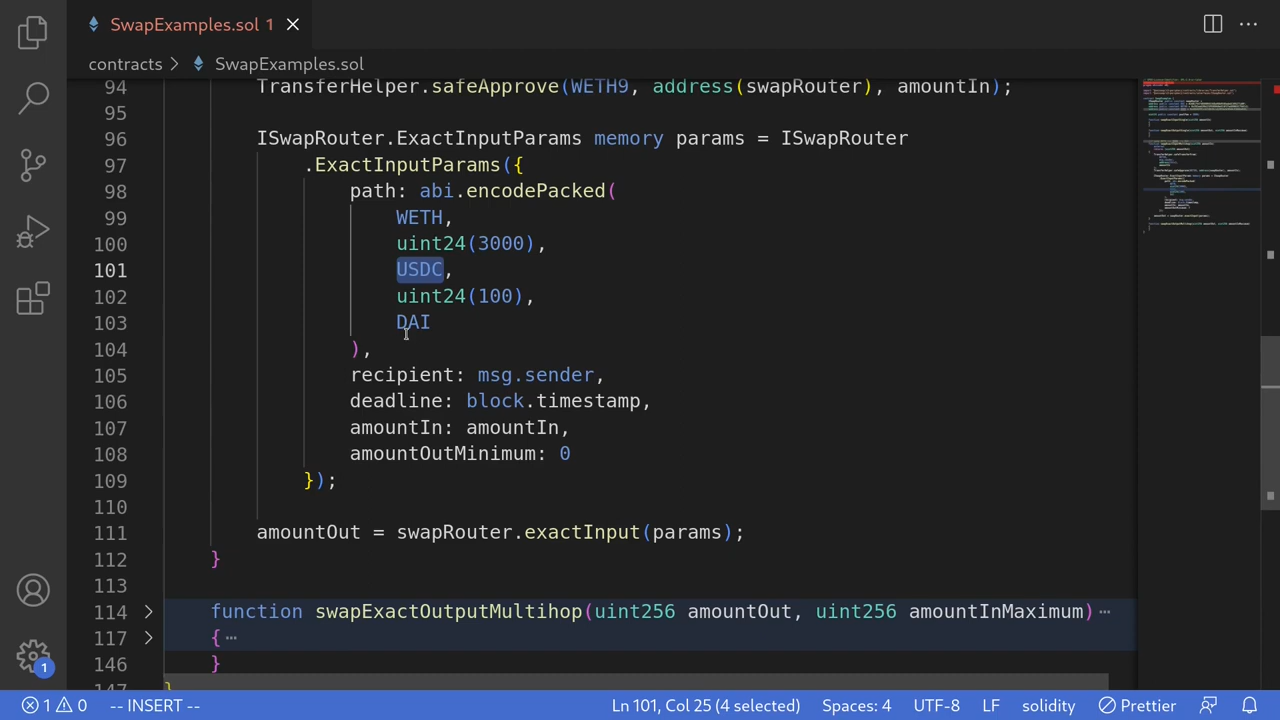 SwapExamples.sol 1
contracts > SwapExamples.sol
94 TransferHelper.safeApprove(WETH9, address(swapRouter), amountIn);
95
96 ISwapRouter.ExactInputParams memory params = ISwapRouter
97 .ExactInputParams({
98 path: abi.encodePacked(
99 WETH,
100 uint24(3000),
101 USDC,
102 uint24(100),
103 DAI
104 ),
105 recipient: msg.sender,
106 deadline: block.timestamp,
107 amountIn: amountIn,
108 amountOutMinimum: 0
109 });
110
111 amountOut = swapRouter.exactInput(params);
112 }
113
114 function swapExactOutputMultihop(uint256 amountOut, uint256 amountInMaximum) ⋯
117 { ⋯
146 }
147 }
1
1 0 -- INSERT -- Ln 101, Col 25 (4 selected) Spaces: 4 UTF-8 LF solidity Prettier